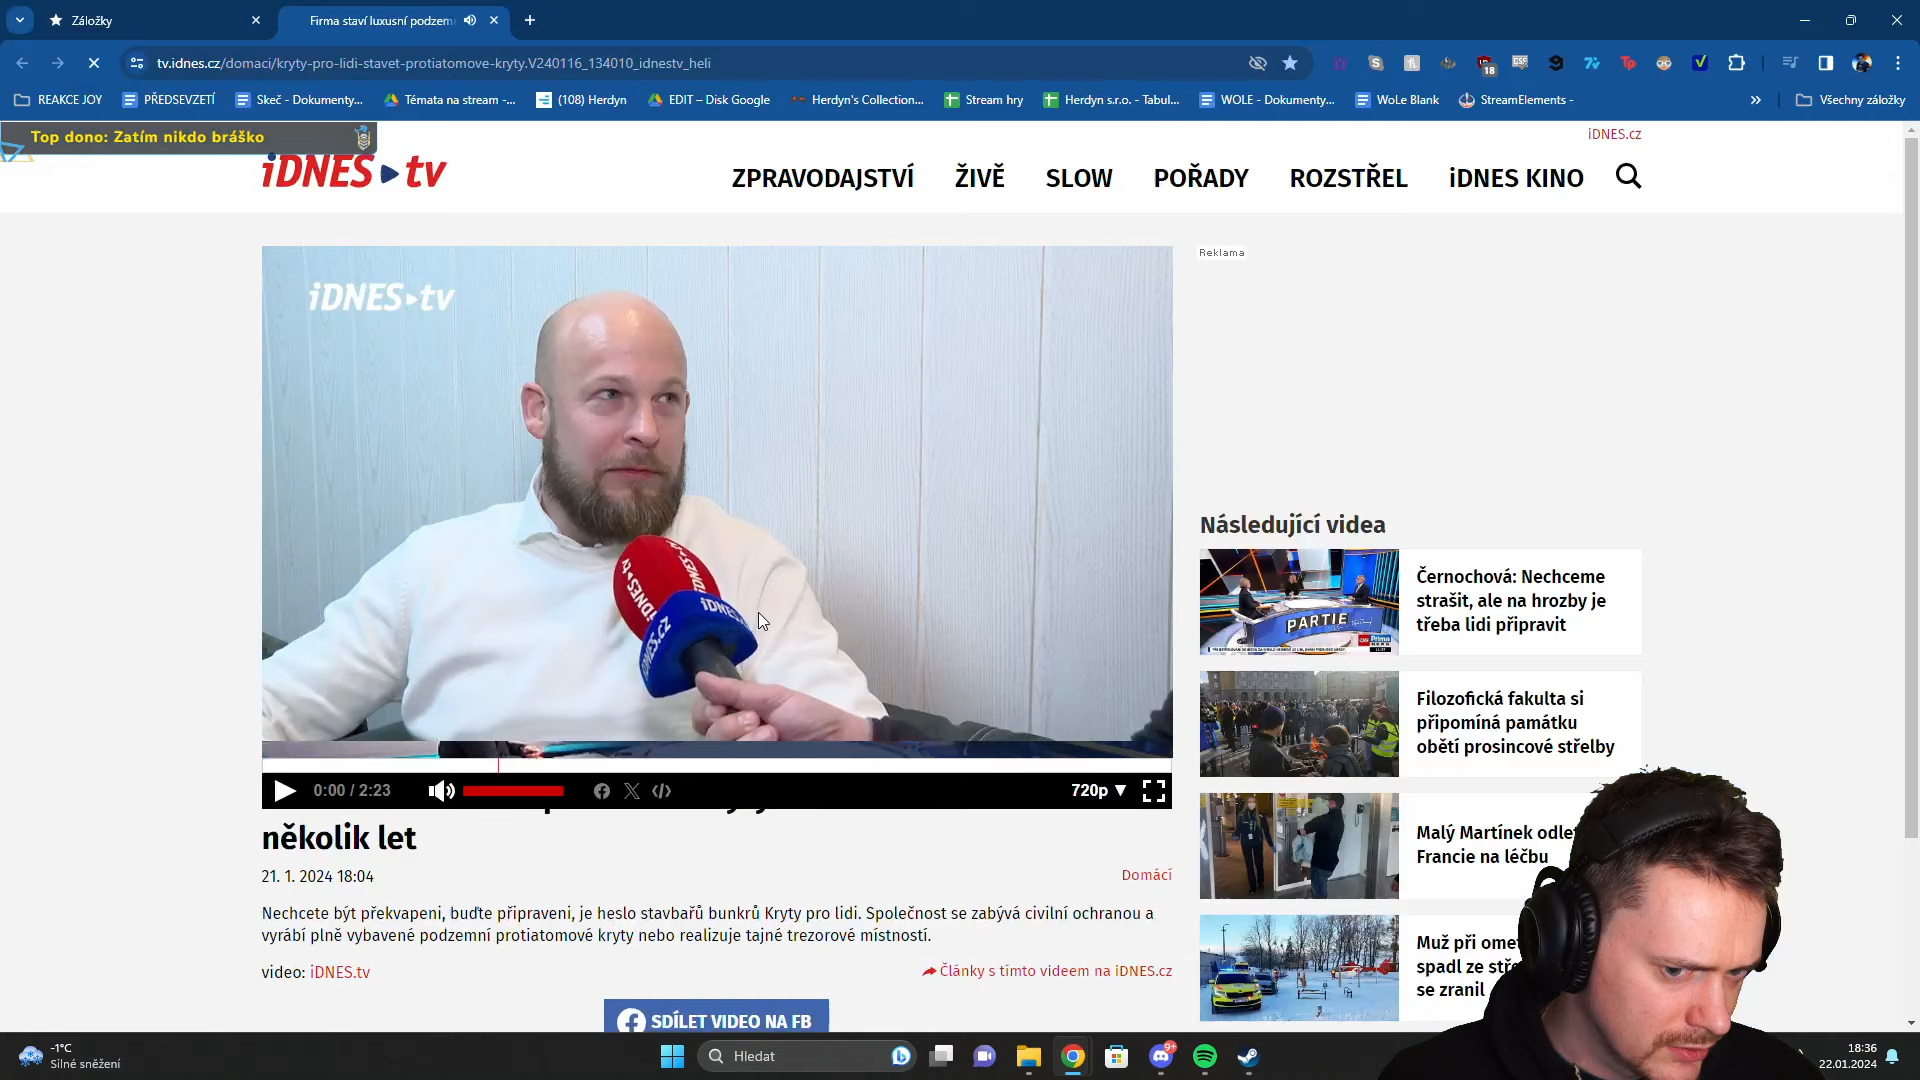 Záložky
Firma staví luxusní podzem
tv.idnes.cz/domaci/kryty-pro-lidi-stavet-protiatomove-kryty.V240116_134010_idnestv_heli
18
REAKCE JOY
PŘEDSEVZETÍ
Skeč - Dokumenty...
Témata na stream -...
(108) Herdyn
EDIT – Disk Google
Herdyn's Collection...
Stream hry
Herdyn s.r.o. - Tabul...
WOLE - Dokumenty...
WoLe Blank
StreamElements -
»
Všechny záložky
Top dono: Zatím nikdo bráško
iDNES.cz
iDNES tv
ZPRAVODAJSTVÍ
ŽIVĚ
SLOW
POŘADY
ROZSTŘEL
iDNES KINO
Reklama
iDNES tv
Následující videa
PARTIE
Černochová: Nechceme
strašit, ale na hrozby je
třeba lidi připravit
Filozofická fakulta si
připomíná památku
obětí prosincové střelby
0:00 / 2:23
720p ▼
Malý Martínek odle
Francie na léčbu
několik let
21. 1. 2024 18:04
Domácí
Nechcete být překvapeni, buďte připraveni, je heslo stavbařů bunkrů Kryty pro lidi. Společnost se zabývá civilní ochranou a
vyrábí plně vybavené podzemní protiatomové kryty nebo realizuje tajné trezorové místnosti.
video: iDNES.tv
Články s tímto videem na iDNES.cz
Muž při ome
spadl ze stř
se zranil
SDÍLET VIDEO NA FB
-1°C
Silné sněžení
Hledat
9+
18:36
22.01.2024